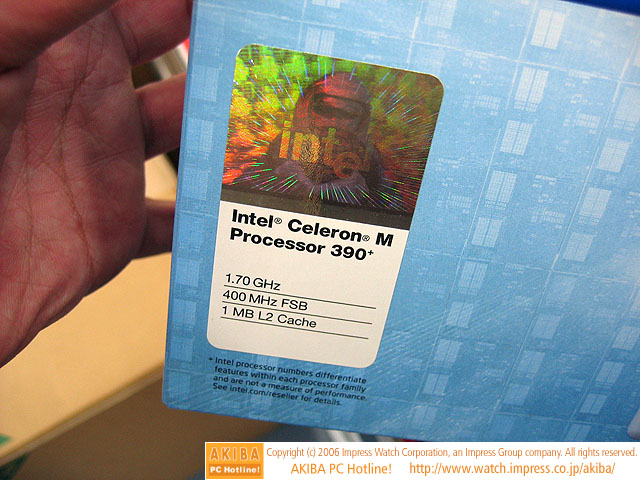 intel
Intel® Celeron® M
Processor 390⁺
1.70 GHz
400 MHz FSB
1 MB L2 Cache
⁺ Intel processor numbers differentiate
features within each processor family
and are not a measure of performance.
See intel.com/reseller for details.
AKIBA
PC Hotline!
Copyright (c) 2006 Impress Watch Corporation, an Impress Group company. All rights reserved.
AKIBA PC Hotline! http://www.watch.impress.co.jp/akiba/